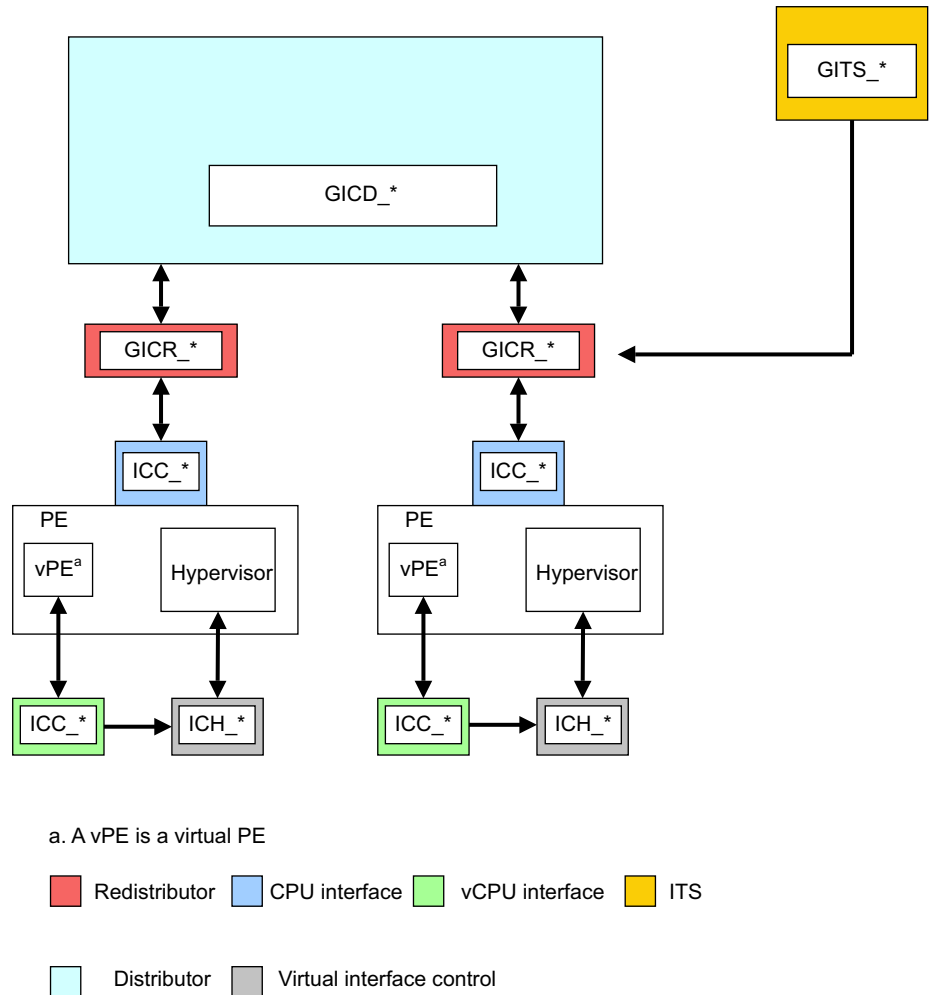 GITS_*
GICD_*
GICR_*
GICR_*
ICC_*
ICC_*
PE
PE
vPEᵃ
Hypervisor
vPEᵃ
Hypervisor
ICC_*
ICH_*
ICC_*
ICH_*
a. A vPE is a virtual PE
Redistributor
CPU interface
vCPU interface
ITS
Distributor
Virtual interface control